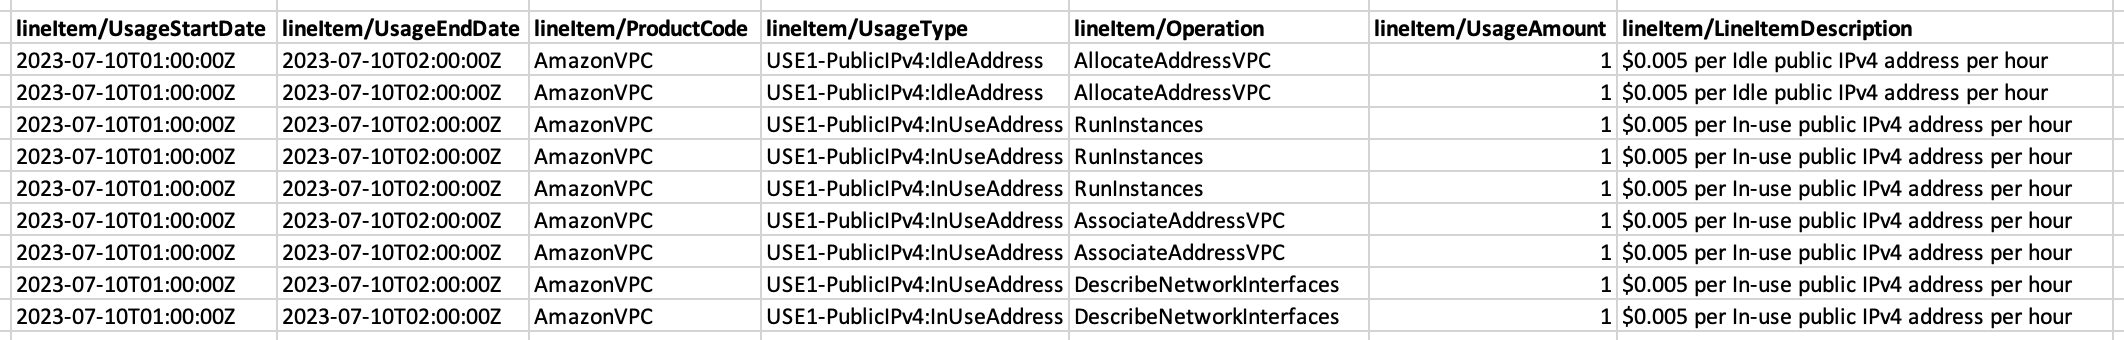 lineItem/UsageStartDate lineItem/UsageEndDate lineItem/ProductCode lineItem/UsageType lineItem/Operation lineItem/UsageAmount lineItem/LineItemDescription
2023-07-10T01:00:00Z 2023-07-10T02:00:00Z AmazonVPC USE1-PublicIPv4:IdleAddress AllocateAddressVPC 1 $0.005 per Idle public IPv4 address per hour
2023-07-10T01:00:00Z 2023-07-10T02:00:00Z AmazonVPC USE1-PublicIPv4:IdleAddress AllocateAddressVPC 1 $0.005 per Idle public IPv4 address per hour
2023-07-10T01:00:00Z 2023-07-10T02:00:00Z AmazonVPC USE1-PublicIPv4:InUseAddress RunInstances 1 $0.005 per In-use public IPv4 address per hour
2023-07-10T01:00:00Z 2023-07-10T02:00:00Z AmazonVPC USE1-PublicIPv4:InUseAddress RunInstances 1 $0.005 per In-use public IPv4 address per hour
2023-07-10T01:00:00Z 2023-07-10T02:00:00Z AmazonVPC USE1-PublicIPv4:InUseAddress RunInstances 1 $0.005 per In-use public IPv4 address per hour
2023-07-10T01:00:00Z 2023-07-10T02:00:00Z AmazonVPC USE1-PublicIPv4:InUseAddress AssociateAddressVPC 1 $0.005 per In-use public IPv4 address per hour
2023-07-10T01:00:00Z 2023-07-10T02:00:00Z AmazonVPC USE1-PublicIPv4:InUseAddress AssociateAddressVPC 1 $0.005 per In-use public IPv4 address per hour
2023-07-10T01:00:00Z 2023-07-10T02:00:00Z AmazonVPC USE1-PublicIPv4:InUseAddress DescribeNetworkInterfaces 1 $0.005 per In-use public IPv4 address per hour
2023-07-10T01:00:00Z 2023-07-10T02:00:00Z AmazonVPC USE1-PublicIPv4:InUseAddress DescribeNetworkInterfaces 1 $0.005 per In-use public IPv4 address per hour